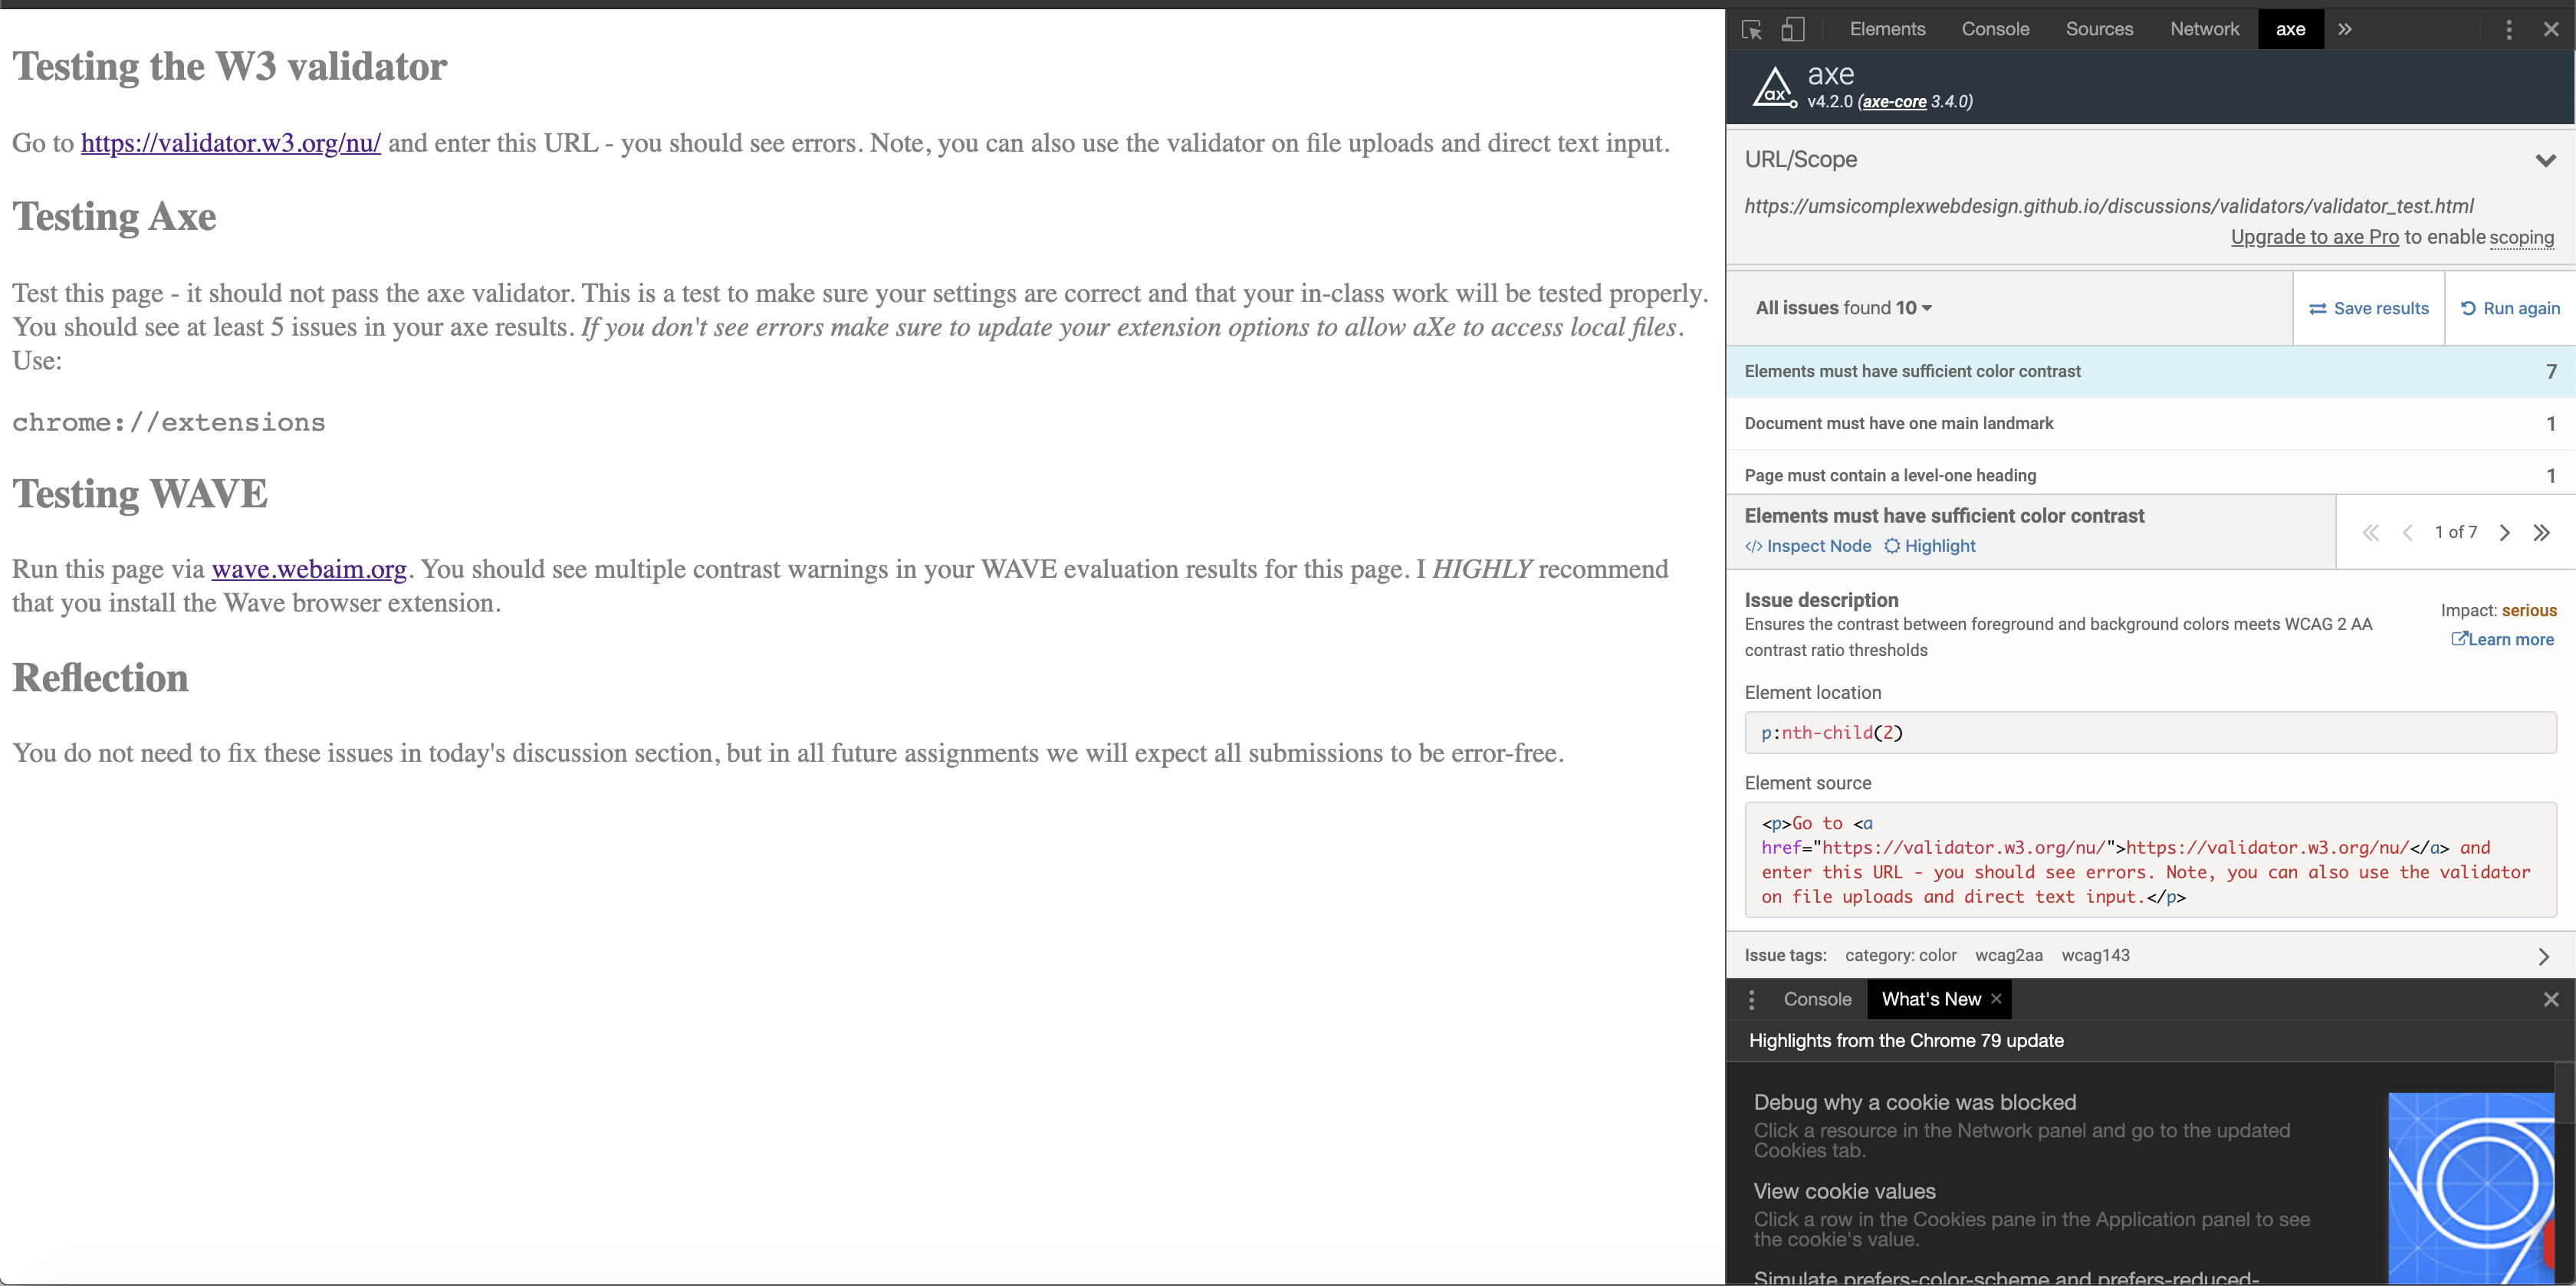 Testing the W3 validator
Go to https://validator.w3.org/nu/ and enter this URL - you should see errors. Note, you can also use the validator on file uploads and direct text input.
Testing Axe
Test this page - it should not pass the axe validator. This is a test to make sure your settings are correct and that your in-class work will be tested properly.
You should see at least 5 issues in your axe results. If you don't see errors make sure to update your extension options to allow aXe to access local files.
Use:
chrome://extensions
Testing WAVE
Run this page via wave.webaim.org. You should see multiple contrast warnings in your WAVE evaluation results for this page. I HIGHLY recommend
that you install the Wave browser extension.
Reflection
You do not need to fix these issues in today's discussion section, but in all future assignments we will expect all submissions to be error-free.
Elements Console Sources Network axe
ax
axe
v4.2.0 (axe-core 3.4.0)
URL/Scope
https://umsicomplexwebdesign.github.io/discussions/validators/validator_test.html
Upgrade to axe Pro to enable scoping
All issues found 10 Save results Run again
Elements must have sufficient color contrast 7
Document must have one main landmark 1
Page must contain a level-one heading 1
Elements must have sufficient color contrast
</> Inspect Node Highlight
1 of 7
Issue description
Ensures the contrast between foreground and background colors meets WCAG 2 AA
contrast ratio thresholds
Impact: serious
Learn more
Element location
p:nth-child(2)
Element source
<p>Go to <a
href="https://validator.w3.org/nu/">https://validator.w3.org/nu/</a> and
enter this URL - you should see errors. Note, you can also use the validator
on file uploads and direct text input.</p>
Issue tags: category: color wcag2aa wcag143
Console What's New
Highlights from the Chrome 79 update
Debug why a cookie was blocked
Click a resource in the Network panel and go to the updated
Cookies tab.
View cookie values
Click a row in the Cookies pane in the Application panel to see
the cookie's value.
Simulate prefers-color-scheme and prefers-reduced-